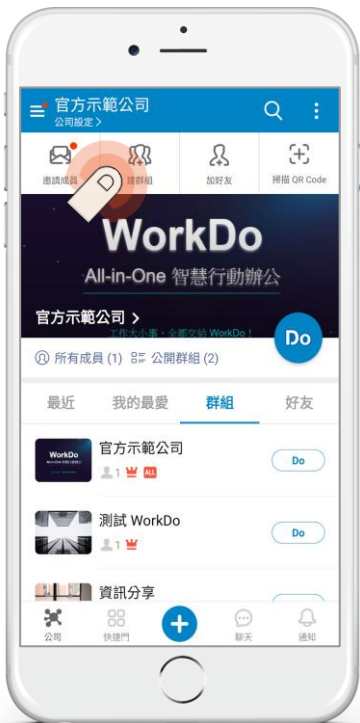 官方示範公司
公司設定 >
邀請成員
建群組
加好友
掃描 QR Code
WorkDo
All-in-One 智慧行動辦公
官方示範公司 >
工作大小事,全都交給 WorkDo!
Do
所有成員 (1) 公開群組 (2)
最近 我的最愛 群組 好友
WorkDo
官方示範公司
1 ALL
Do
測試 WorkDo
1
Do
資訊分享
公司 快捷鬥 聊天 通知